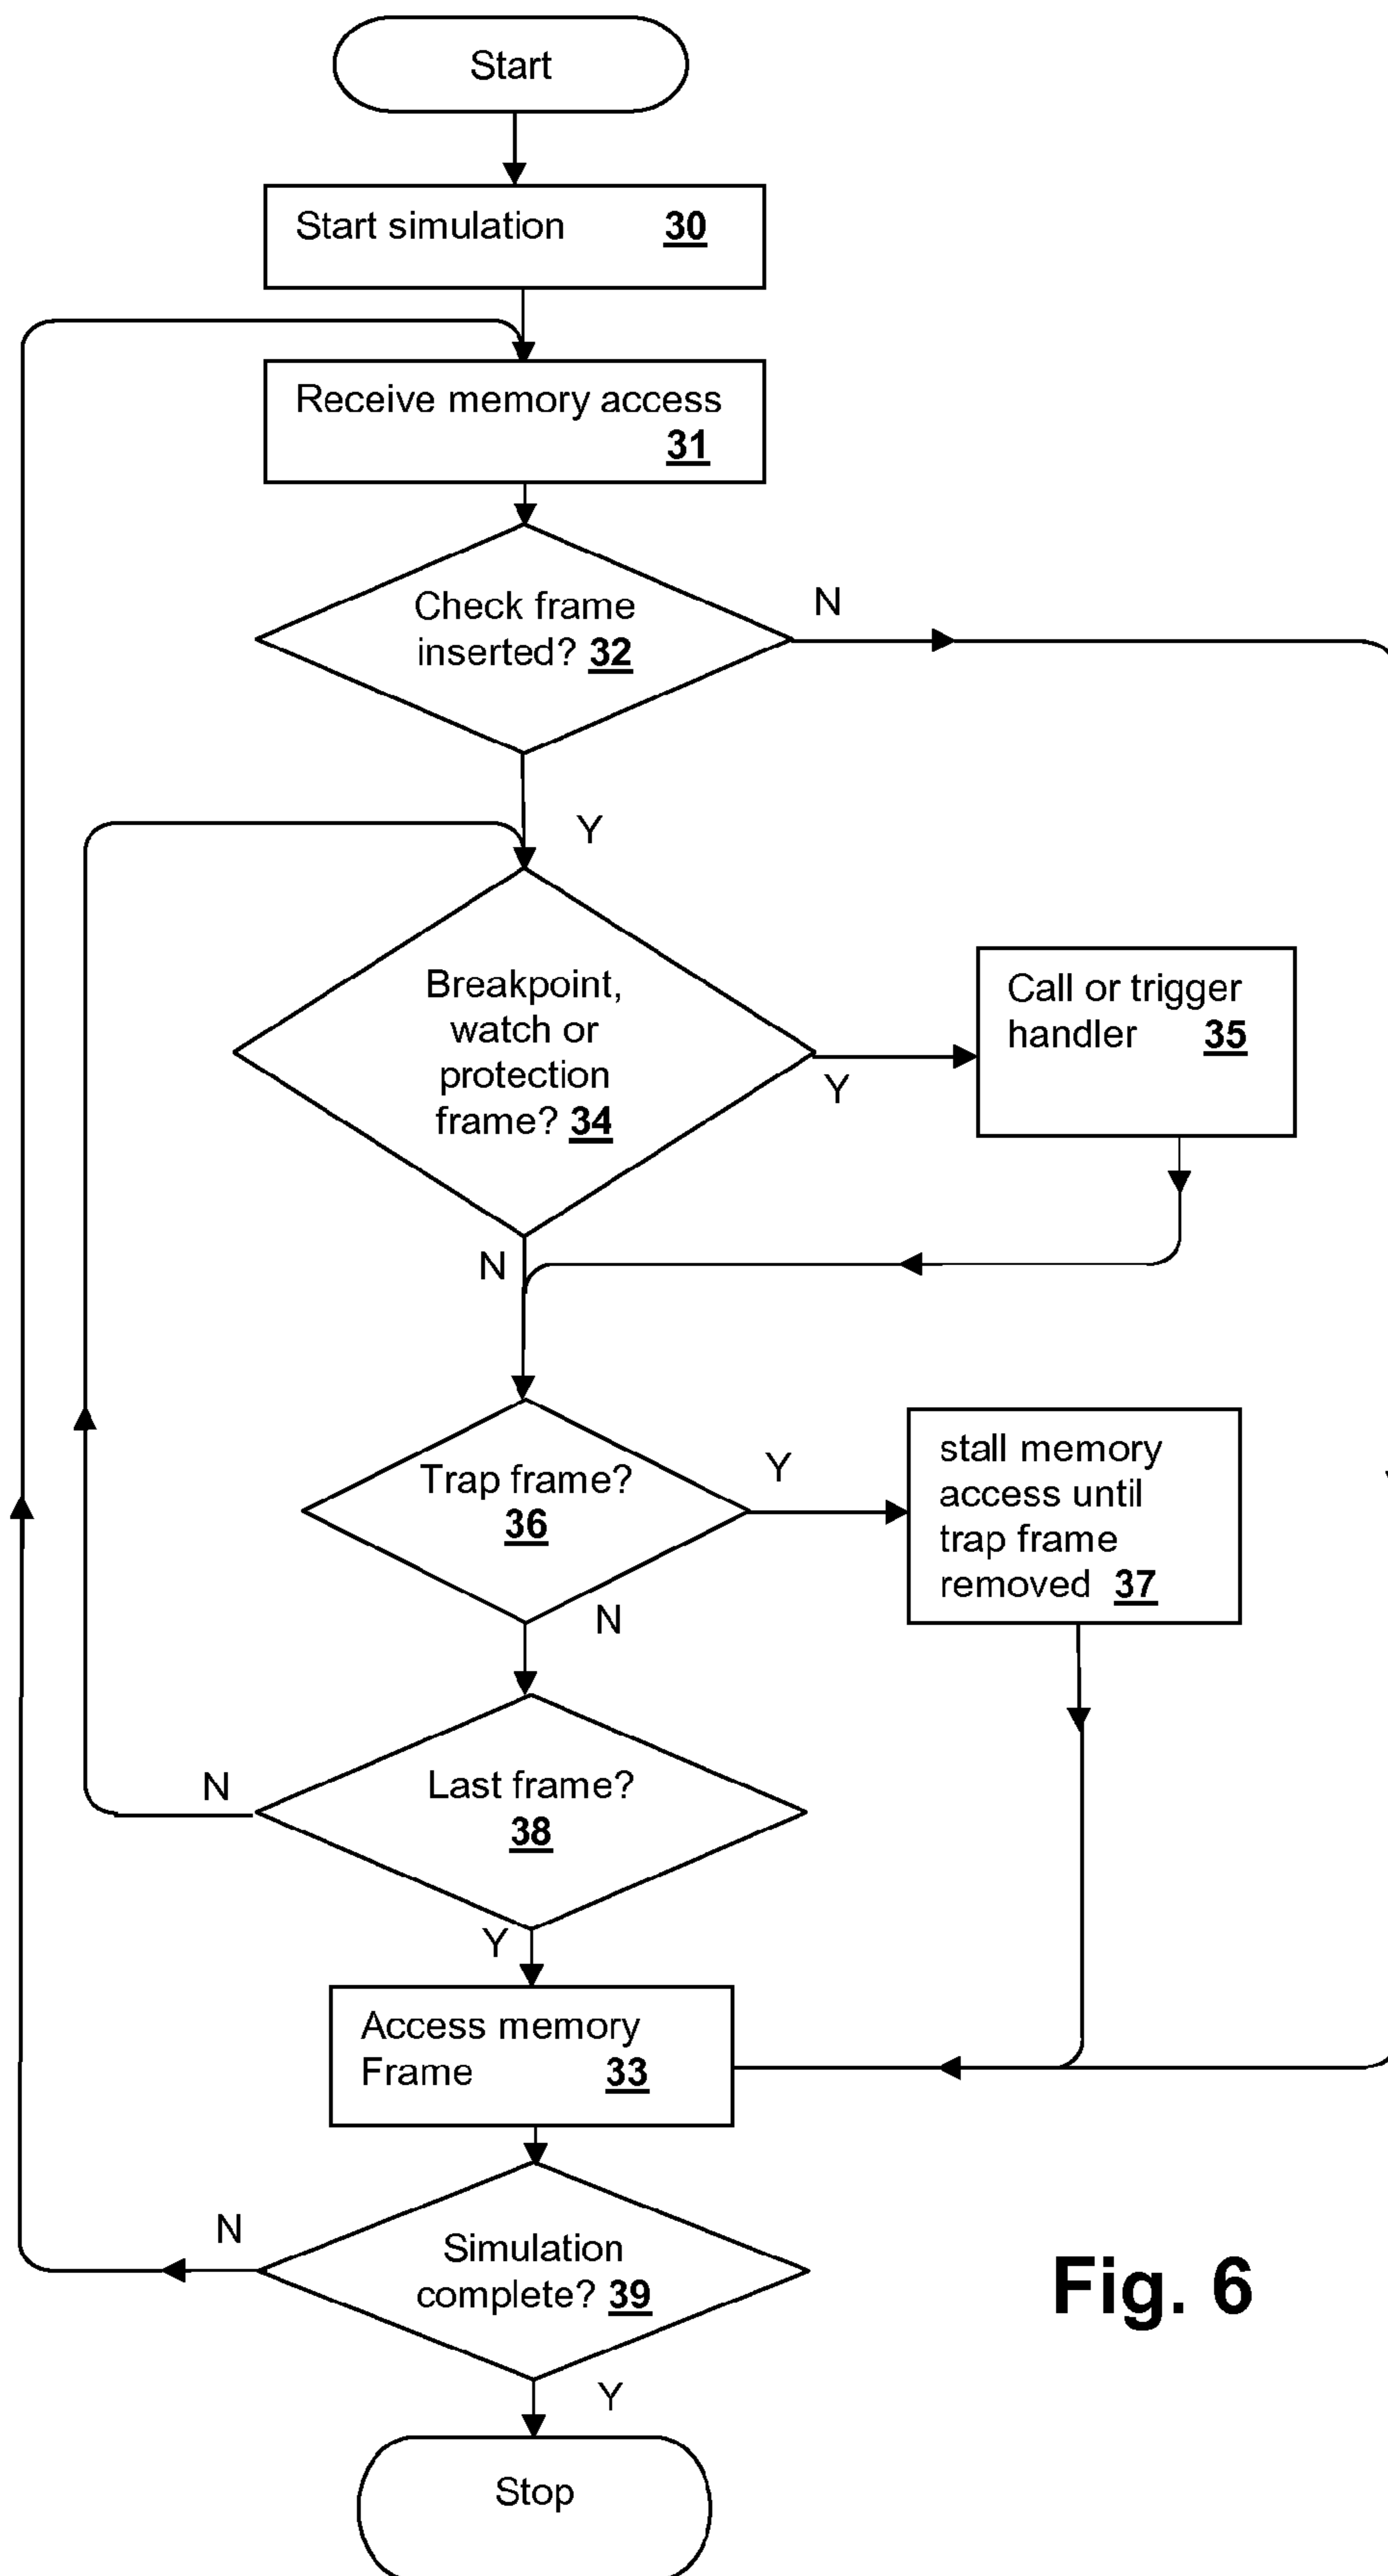 Start
Start simulation 30
Receive memory access
31
Check frame
inserted? 32
N
Y
Breakpoint,
watch or
protection
frame? 34
Y
Call or trigger
handler 35
N
Trap frame?
36
Y
stall memory
access until
trap frame
removed 37
N
Last frame?
38
N
Y
Access memory
Frame 33
Simulation
complete? 39
N
Y
Stop
Fig. 6